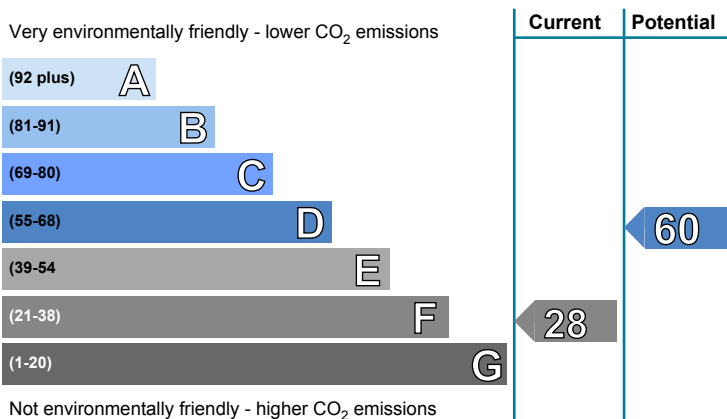 Current Potential
Very environmentally friendly - lower CO2 emissions
(92 plus) A
(81-91) B
(69-80) C
(55-68) D
60
(39-54 E
(21-38) F
28
(1-20) G
Not environmentally friendly - higher CO2 emissions